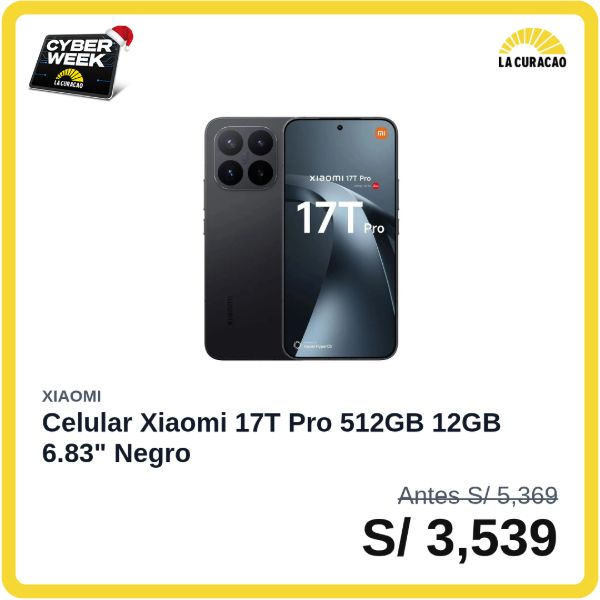 CYBER
WEEK
LA CURACAO
LA CURACAO
xiaomi 17T Pro
17T Pro
XIAOMI
Celular Xiaomi 17T Pro 512GB 12GB
6.83" Negro
Antes S/ 5,369
S/ 3,539